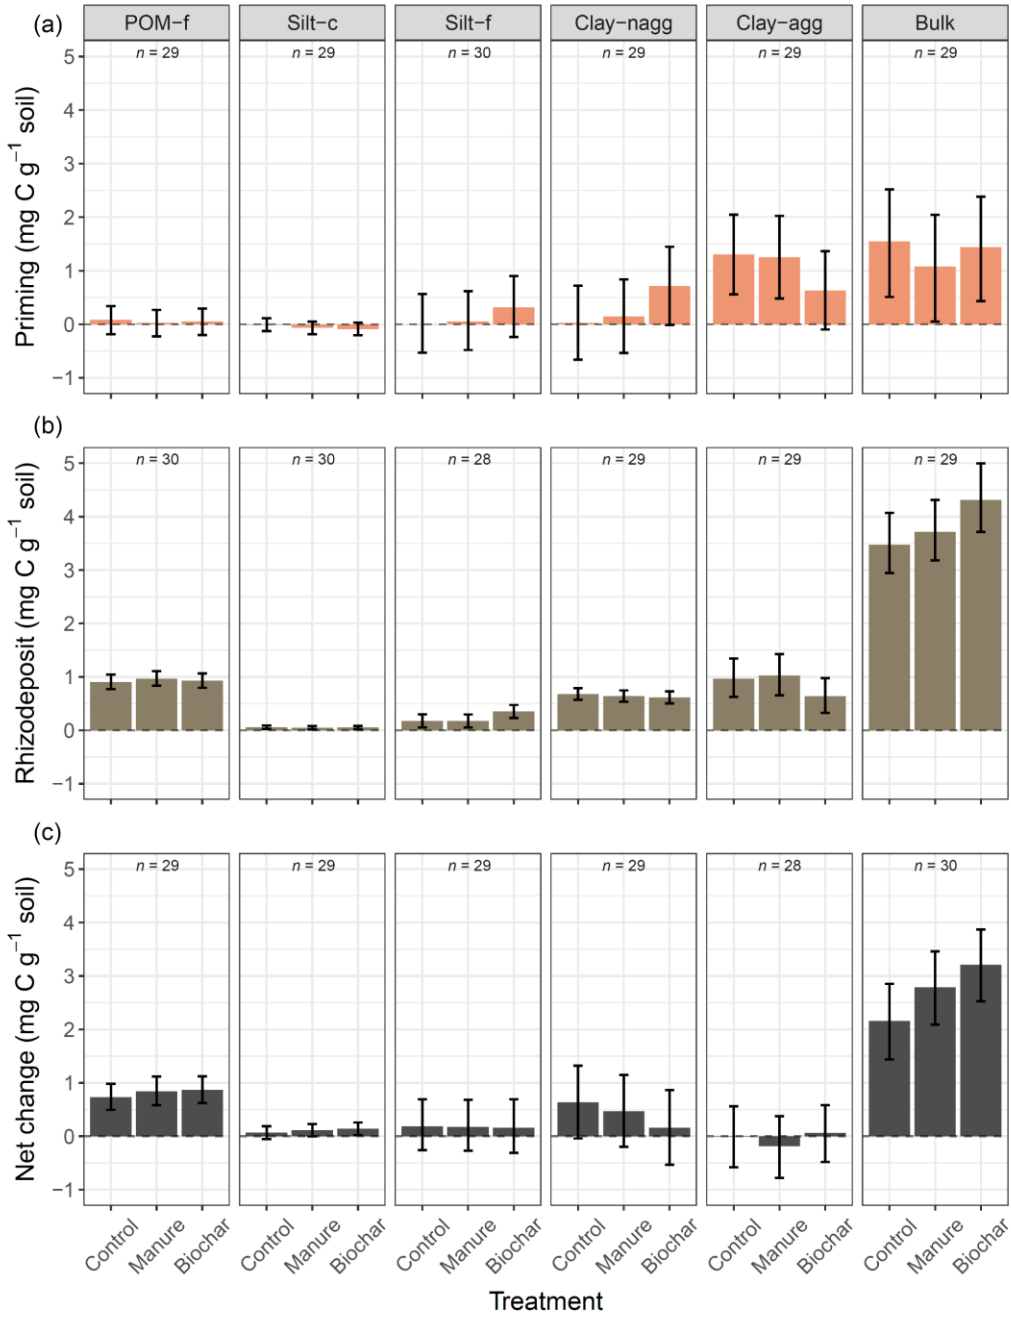 (a)
POM−f Silt−c Silt−f Clay−nagg Clay−agg Bulk
n = 29 n = 29 n = 30 n = 29 n = 29 n = 29
Priming (mg C g⁻¹ soil)
5
4
3
2
1
0
−1
(b)
n = 30 n = 30 n = 28 n = 29 n = 29 n = 29
Rhizodeposit (mg C g⁻¹ soil)
5
4
3
2
1
0
−1
(c)
n = 29 n = 29 n = 29 n = 29 n = 28 n = 30
Net change (mg C g⁻¹ soil)
5
4
3
2
1
0
−1
Control Manure Biochar Control Manure Biochar Control Manure Biochar Control Manure Biochar Control Manure Biochar Control Manure Biochar
Treatment